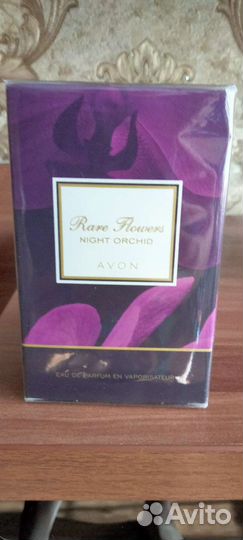 Rare Flowers
NIGHT ORCHID
AVON
EAU DE PARFUM EN VAPORISATEUR
Avito